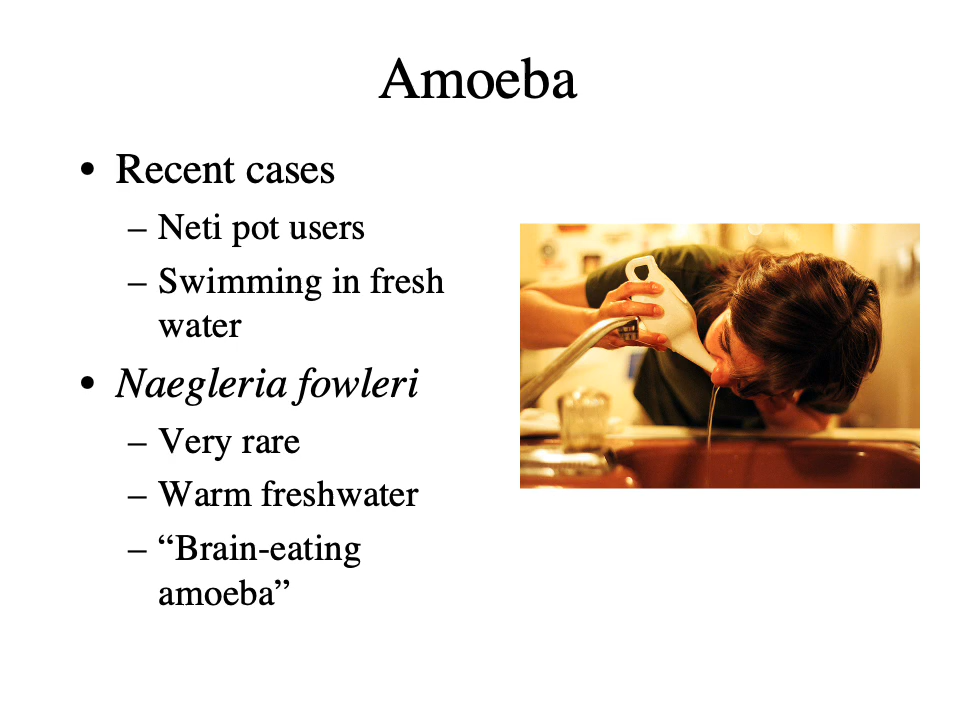 Amoeba
• Recent cases
– Neti pot users
– Swimming in fresh
water
• Naegleria fowleri
– Very rare
– Warm freshwater
– “Brain-eating
amoeba”